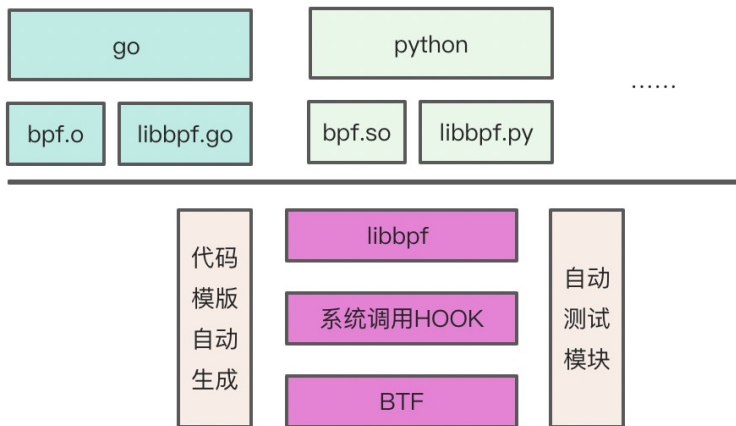 go
python
......
bpf.o
libbpf.go
bpf.so
libbpf.py
代码
模版
自动
生成
libbpf
系统调用HOOK
BTF
自动
测试
模块